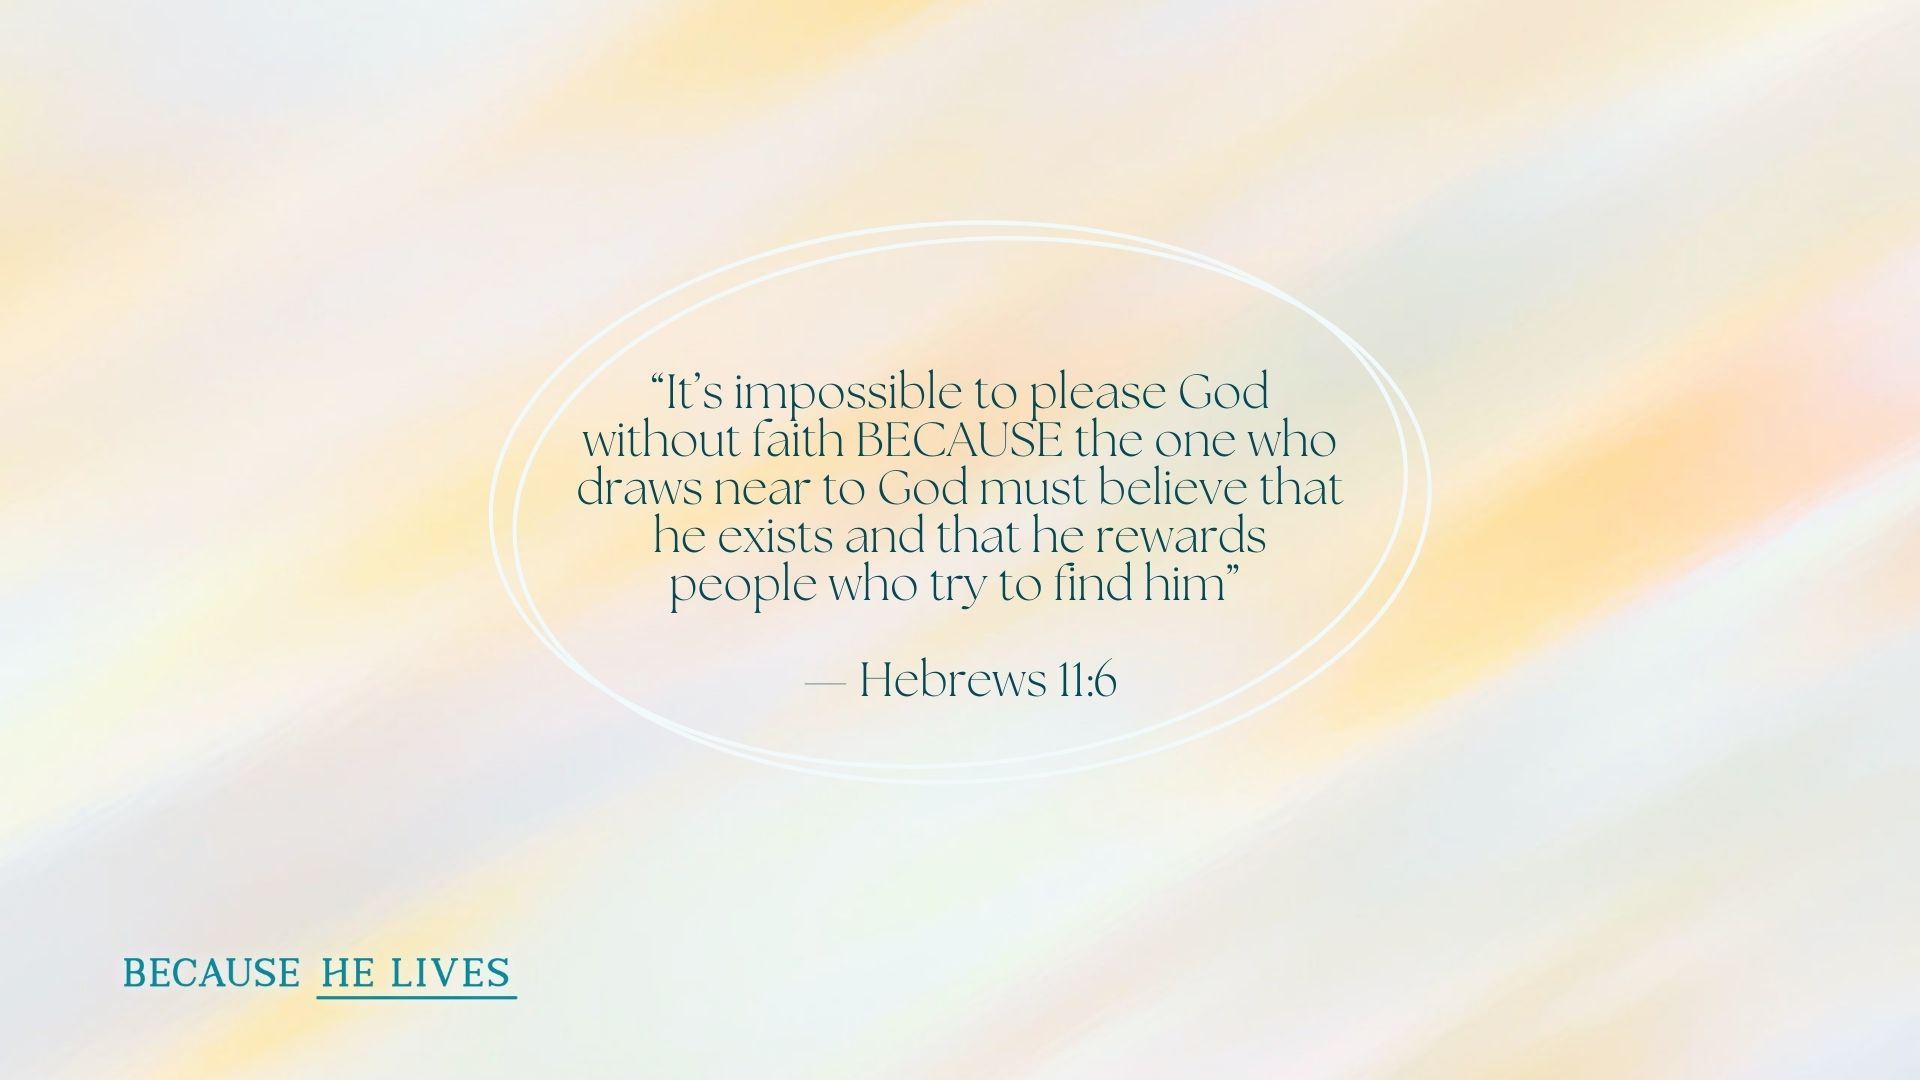 “It’s impossible to please God
without faith BECAUSE the one who
draws near to God must believe that
he exists and that he rewards
people who try to find him”
— Hebrews 11:6
BECAUSE HE LIVES